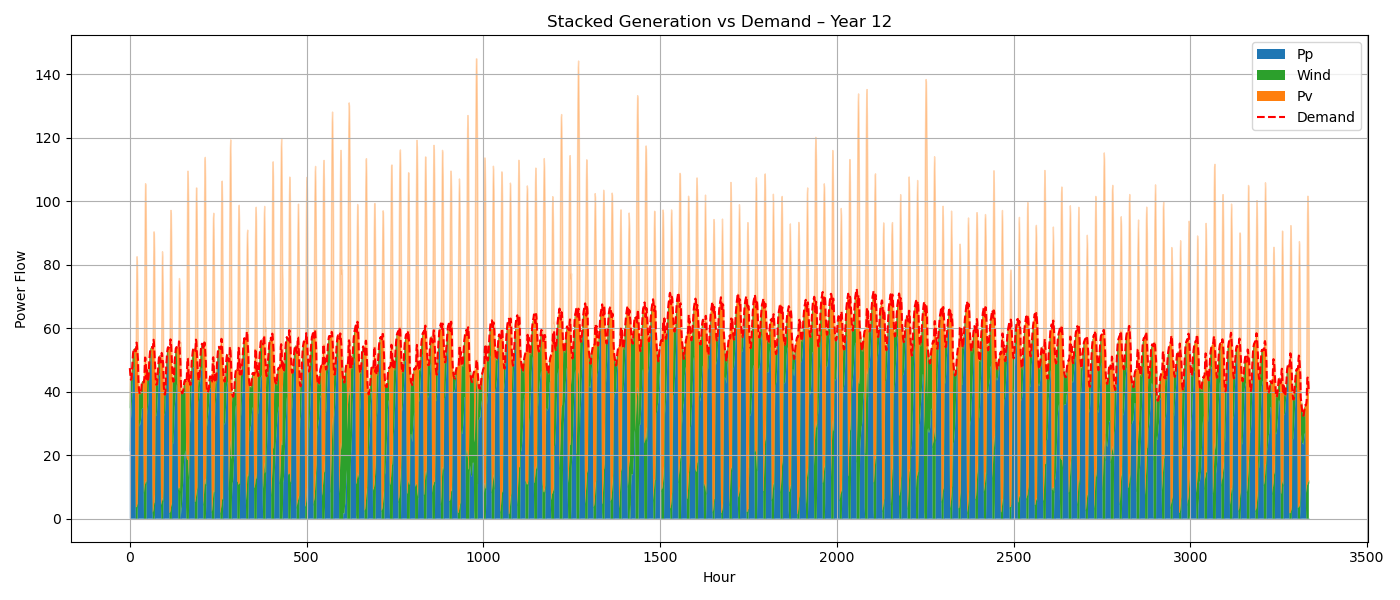 Stacked Generation vs Demand – Year 12
Power Flow
140
120
100
80
60
40
20
0
0 500 1000 1500 2000 2500 3000 3500
Hour
Pp
Wind
Pv
Demand